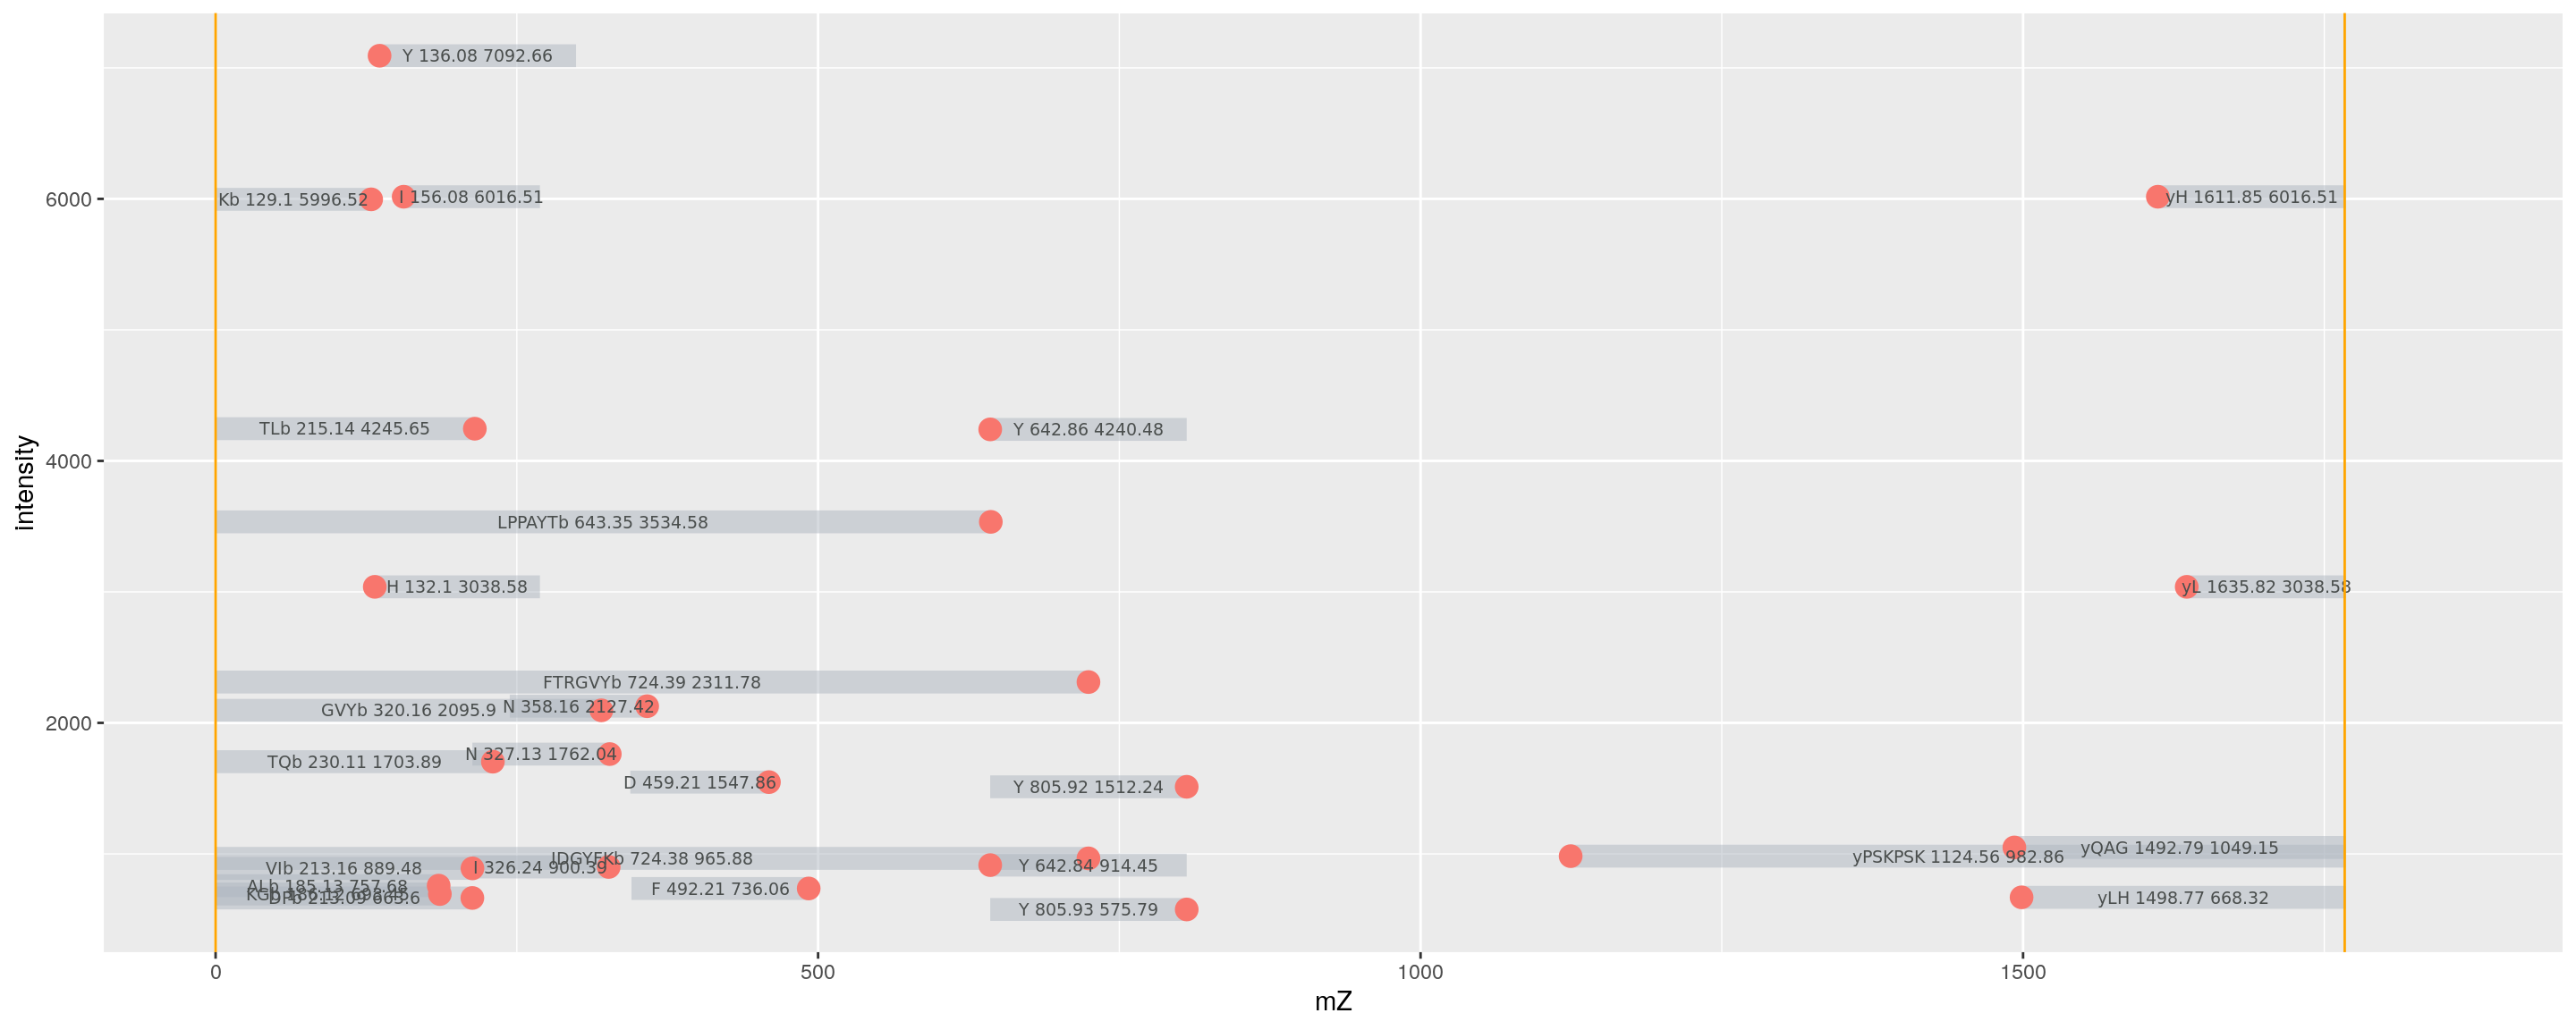 Y 136.08 7092.66
6000
Kb 129.1 5996.52
I 156.08 6016.51
yH 1611.85 6016.51
TLb 215.14 4245.65
Y 642.86 4240.48
4000
intensity
LPPAYTb 643.35 3534.58
H 132.1 3038.58
yL 1635.82 3038.58
FTRGVYb 724.39 2311.78
GVYb 320.16 2095.9
N 358.16 2127.42
2000
TQb 230.11 1703.89
N 327.13 1762.04
D 459.21 1547.86
Y 805.92 1512.24
IDGYFKb 724.38 965.88
VIb 213.16 889.48
I 326.24 900.39
Y 642.84 914.45
yPSKPSK 1124.56 982.86
yQAG 1492.79 1049.15
ALb 185.13 757.68
DPb 213.09 663.6
F 492.21 736.06
yLH 1498.77 668.32
Y 805.93 575.79
0
500
1000
1500
mZ